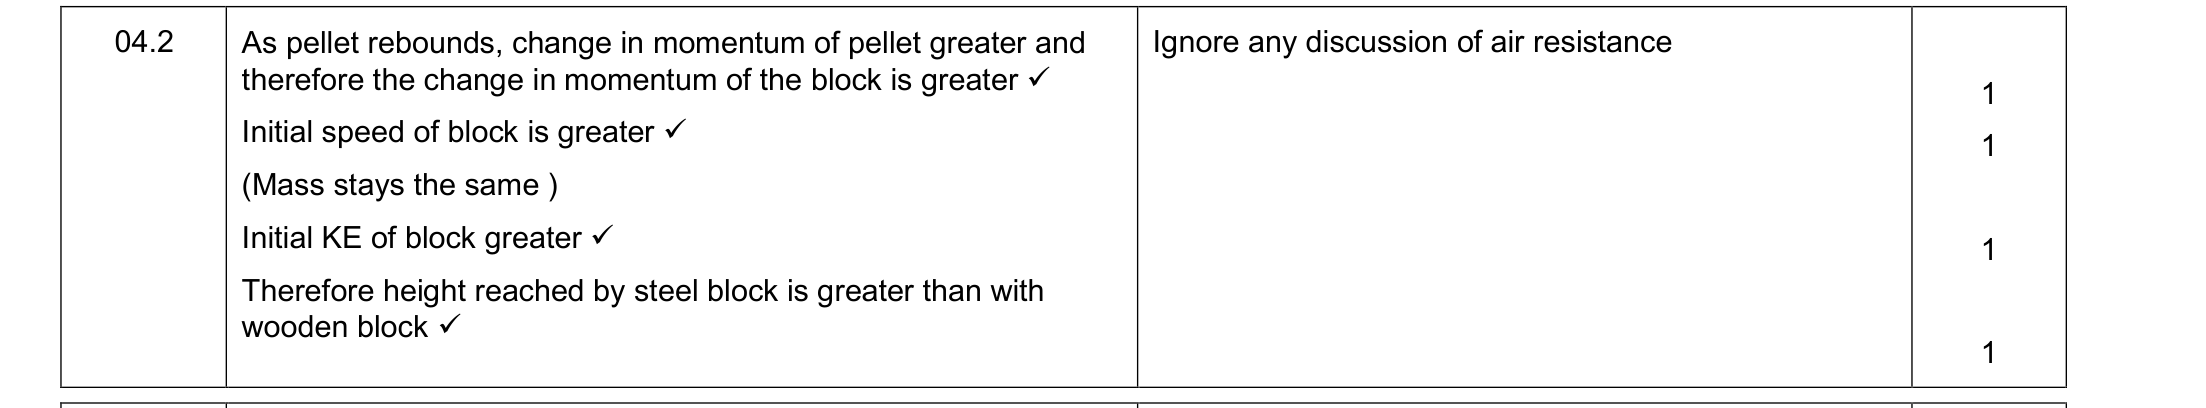 04.2
As pellet rebounds, change in momentum of pellet greater and
therefore the change in momentum of the block is greater ✓
Initial speed of block is greater ✓
(Mass stays the same )
Initial KE of block greater ✓
Therefore height reached by steel block is greater than with
wooden block ✓
Ignore any discussion of air resistance
1
1
1
1